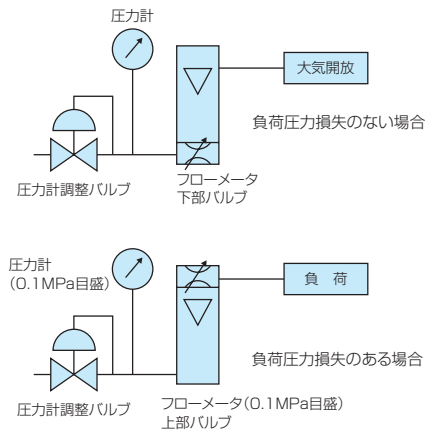 圧力計
大気開放
負荷圧力損失のない場合
圧力計調整バルブ
フローメータ
下部バルブ
圧力計
（0.1MPa目盛）
負　荷
負荷圧力損失のある場合
圧力計調整バルブ
フローメータ（0.1MPa目盛）
上部バルブ